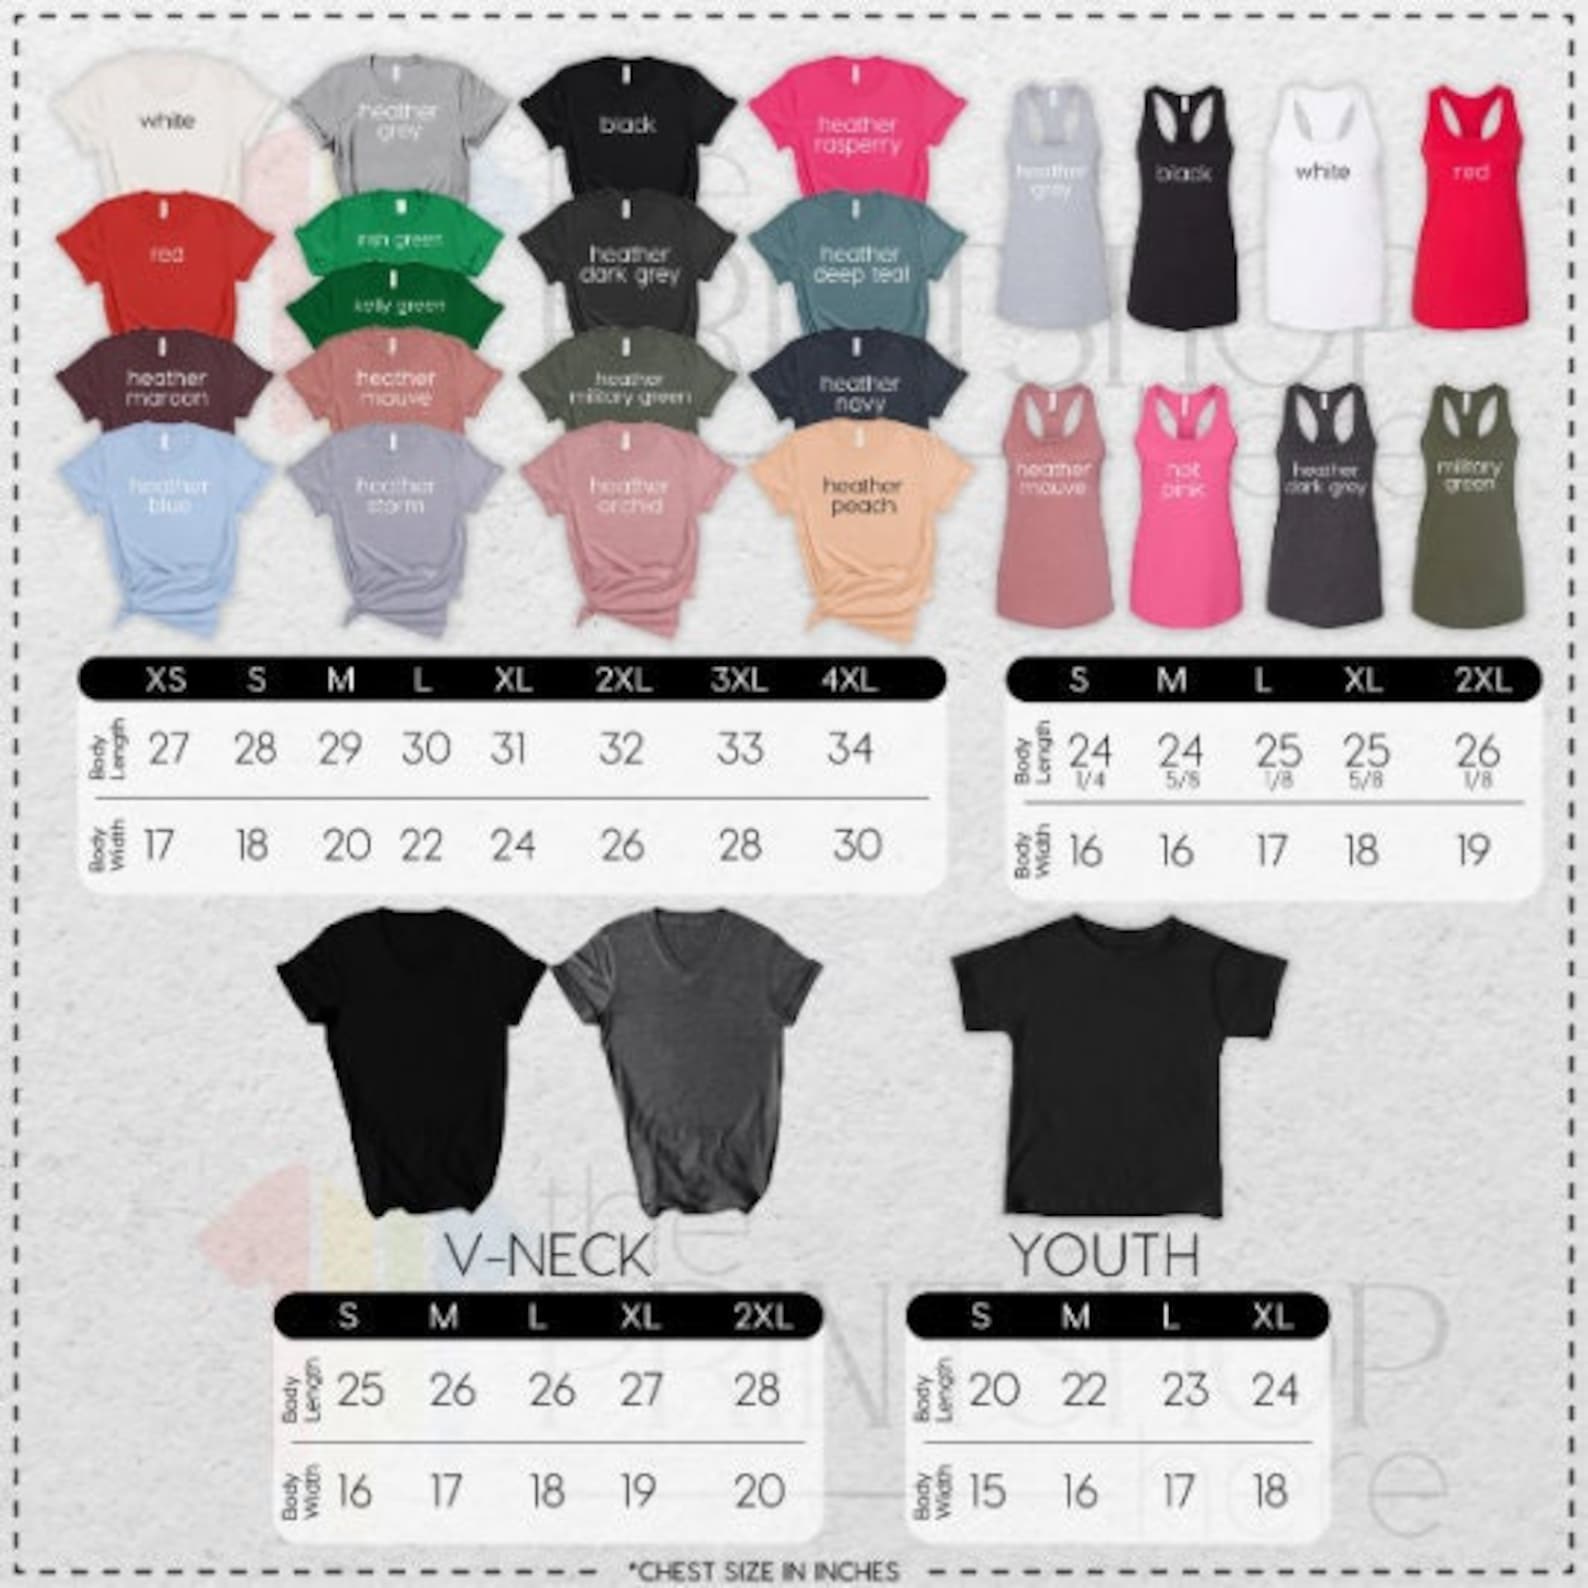 white
heather
grey
black
heather
rasperry
red
irish green
kelly green
heather
dark grey
heather
deep teal
heather
maroon
heather
mauve
heather
military green
heather
navy
heather
blue
heather
storm
heather
orchid
heather
peach
heather
grey
black
white
red
heather
mauve
hot
pink
heather
dark grey
military
green
XS S M L XL 2XL 3XL 4XL
Body
Length
27 28 29 30 31 32 33 34
Body
Width
17 18 20 22 24 26 28 30
S M L XL 2XL
Body
Length
24 1/4 24 5/8 25 1/8 25 5/8 26 1/8
Body
Width
16 16 17 18 19
V-NECK
S M L XL 2XL
Body
Length
25 26 26 27 28
Body
Width
16 17 18 19 20
YOUTH
S M L XL
Body
Length
20 22 23 24
Body
Width
15 16 17 18
the
PRINT SHOP
here
*CHEST SIZE IN INCHES